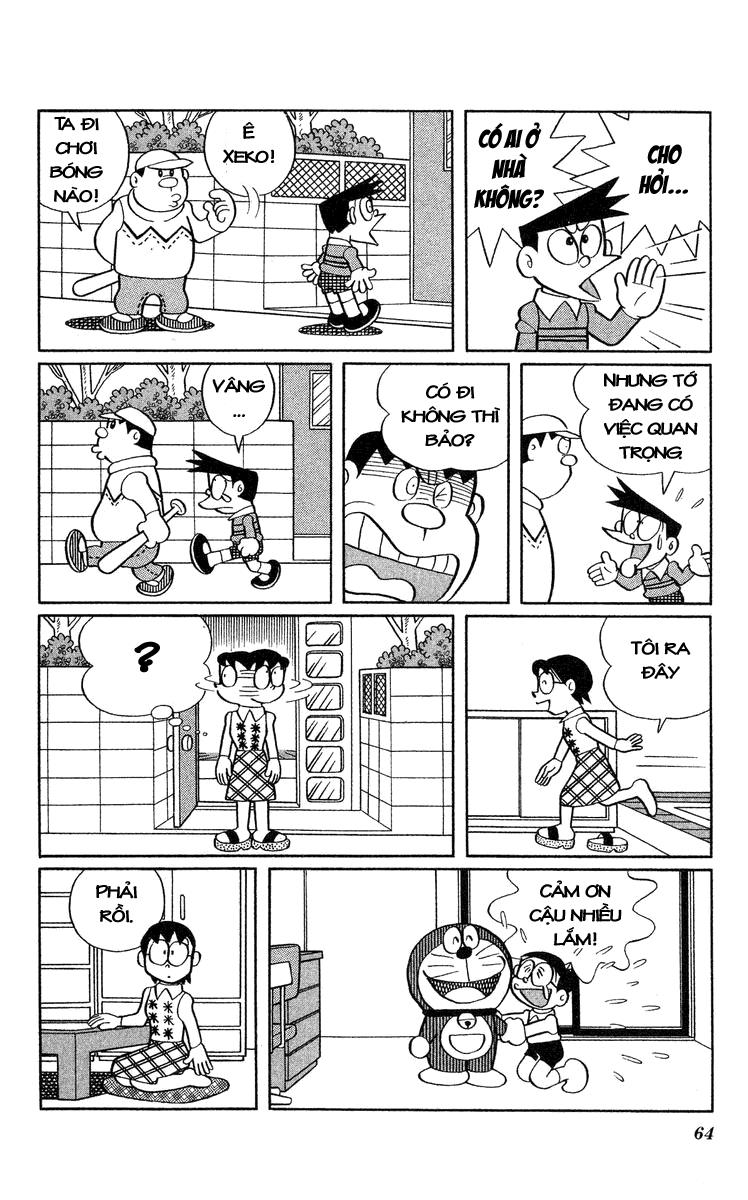 CHO
HỎI...
CÓ AI Ở
NHÀ
KHÔNG?
Ê
XEKO!
TA ĐI
CHƠI
BÓNG
NÀO!
NHƯNG TỚ
ĐANG CÓ
VIỆC QUAN
TRỌNG
CÓ ĐI
KHÔNG THÌ
BẢO?
VÂNG
...
TÔI RA
ĐÂY
?
CẢM ƠN
CẬU NHIỀU
LẮM!
PHẢI
RỒI.
64